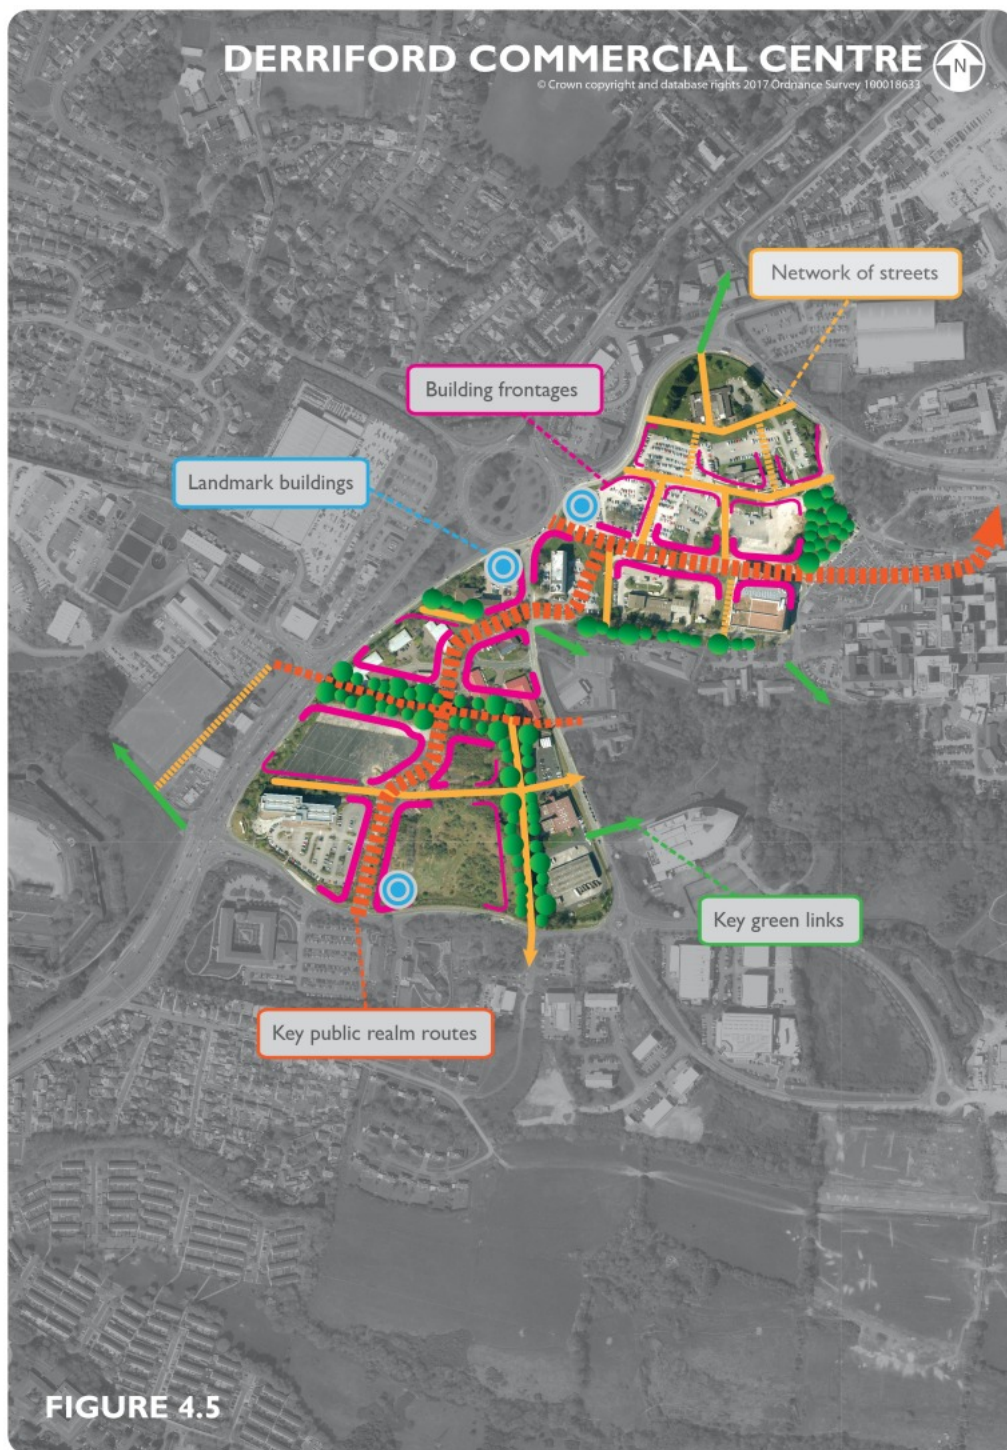 DERRIFORD COMMERCIAL CENTRE
N
© Crown copyright and database rights 2017 Ordnance Survey 100018633
Network of streets
Building frontages
Landmark buildings
Key green links
Key public realm routes
FIGURE 4.5